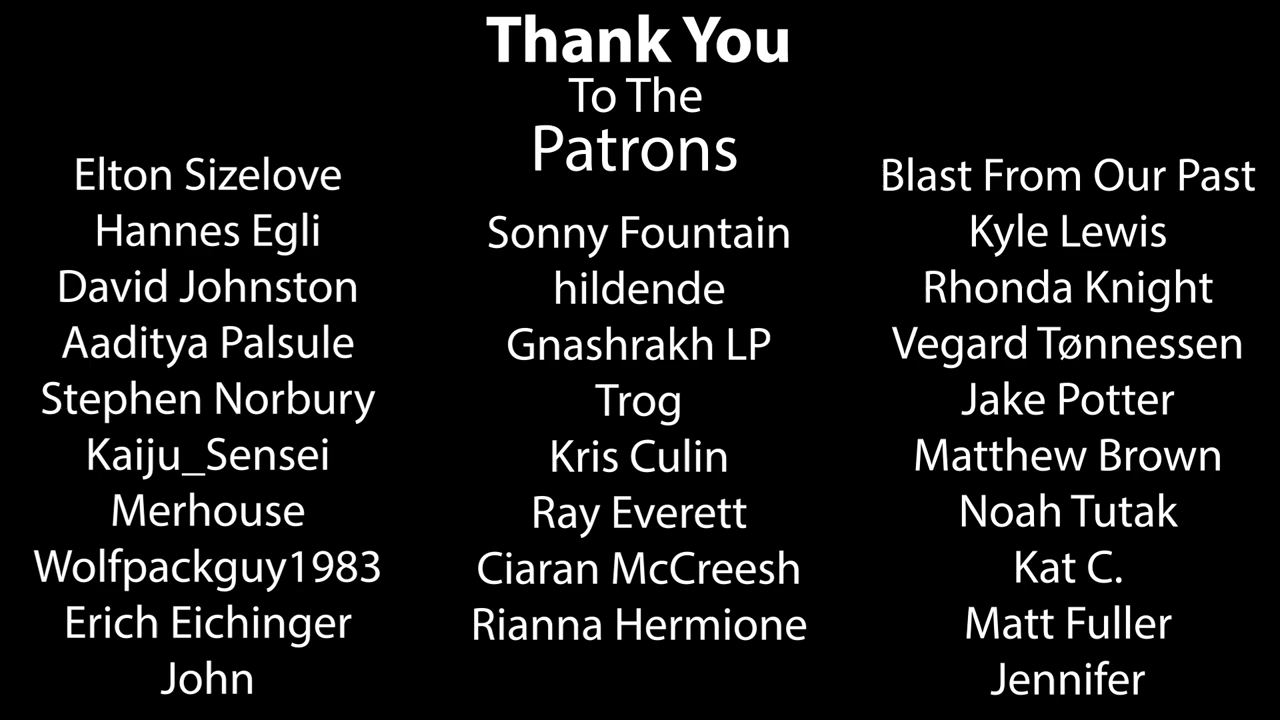 Thank You
To The
Patrons
Elton Sizelove
Hannes Egli
David Johnston
Aaditya Palsule
Stephen Norbury
Kaiju_Sensei
Merhouse
Wolfpackguy1983
Erich Eichinger
John
Sonny Fountain
hildende
Gnashrakh LP
Trog
Kris Culin
Ray Everett
Ciaran McCreesh
Rianna Hermione
Blast From Our Past
Kyle Lewis
Rhonda Knight
Vegard Tønnessen
Jake Potter
Matthew Brown
Noah Tutak
Kat C.
Matt Fuller
Jennifer